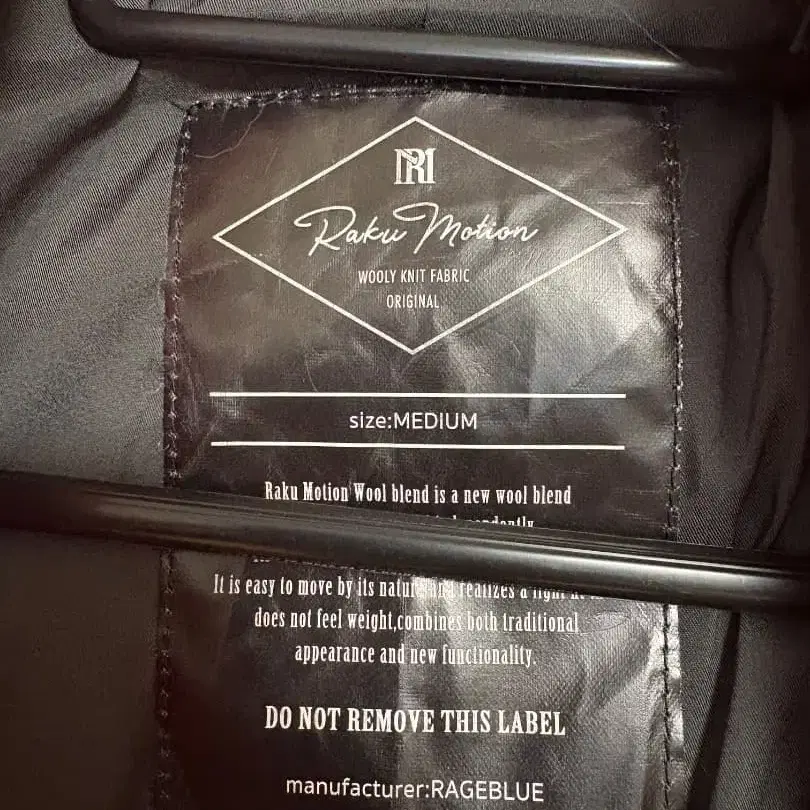 RM
Raku Motion
WOOLY KNIT FABRIC
ORIGINAL
size:MEDIUM
Raku Motion Wool blend is a new wool blend
It is easy to move by its nature and realizes a light
does not feel weight,combines both traditional
appearance and new functionality.
DO NOT REMOVE THIS LABEL
manufacturer:RAGEBLUE